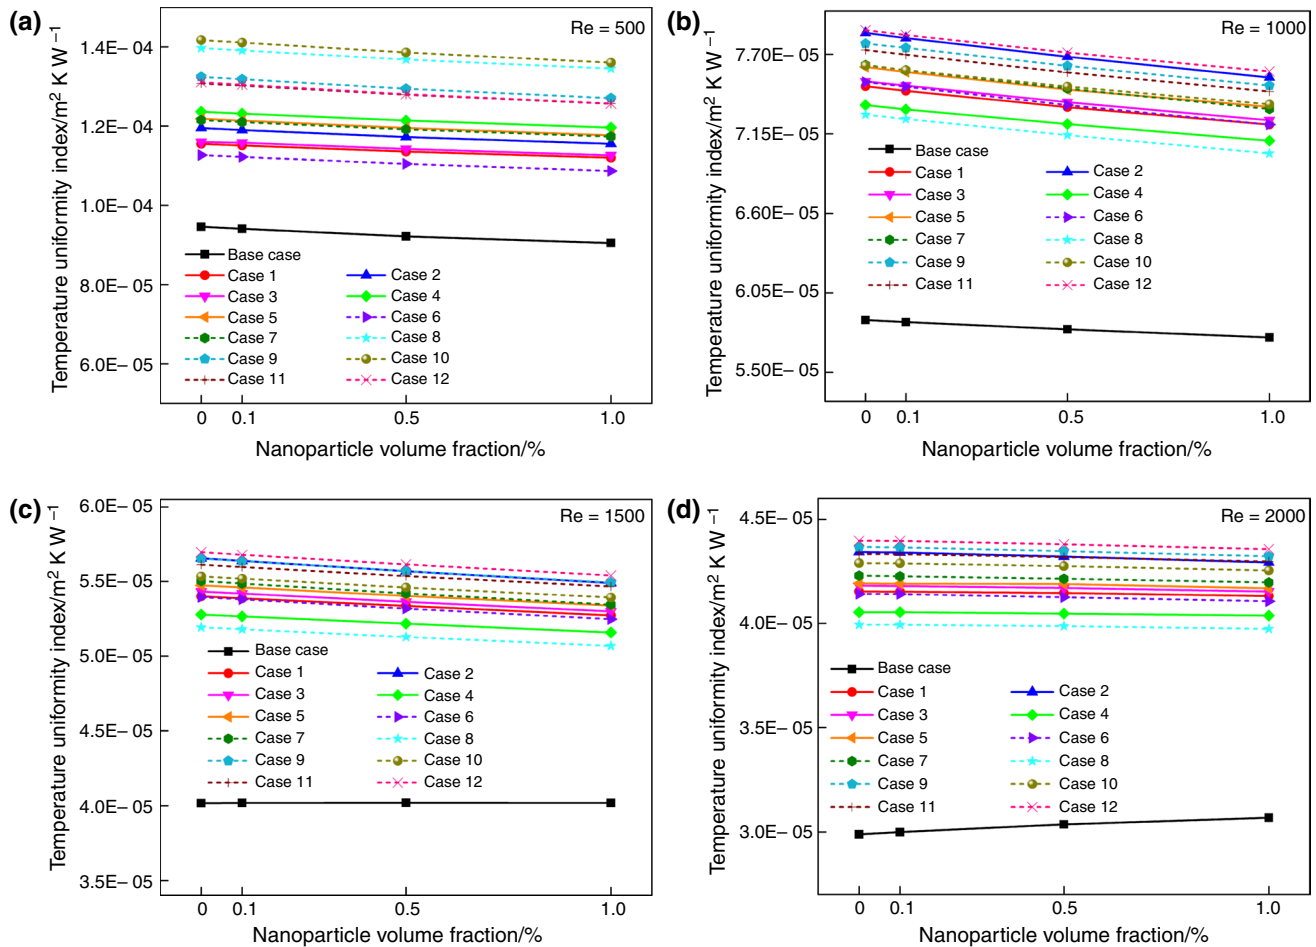 (a)
Temperature uniformity index/m² K W⁻¹
Re = 500
1.4E−04
1.2E−04
1.0E−04
8.0E−05
6.0E−05
Base case
Case 1 Case 2
Case 3 Case 4
Case 5 Case 6
Case 7 Case 8
Case 9 Case 10
Case 11 Case 12
0 0.1 0.5 1.0
Nanoparticle volume fraction/%
(b)
Temperature uniformity index/m² K W⁻¹
Re = 1000
7.70E−05
7.15E−05
6.60E−05
6.05E−05
5.50E−05
Base case
Case 1 Case 2
Case 3 Case 4
Case 5 Case 6
Case 7 Case 8
Case 9 Case 10
Case 11 Case 12
0 0.1 0.5 1.0
Nanoparticle volume fraction/%
(c)
Temperature uniformity index/m² K W⁻¹
Re = 1500
6.0E−05
5.5E−05
5.0E−05
4.5E−05
4.0E−05
3.5E−05
Base case
Case 1 Case 2
Case 3 Case 4
Case 5 Case 6
Case 7 Case 8
Case 9 Case 10
Case 11 Case 12
0 0.1 0.5 1.0
Nanoparticle volume fraction/%
(d)
Temperature uniformity index/m² K W⁻¹
Re = 2000
4.5E−05
4.0E−05
3.5E−05
3.0E−05
Base case
Case 1 Case 2
Case 3 Case 4
Case 5 Case 6
Case 7 Case 8
Case 9 Case 10
Case 11 Case 12
0 0.1 0.5 1.0
Nanoparticle volume fraction/%